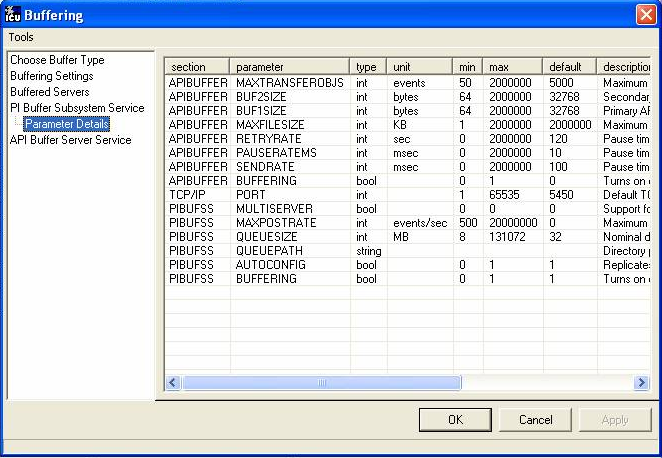 ICU Buffering
Tools
Choose Buffer Type
Buffering Settings
Buffered Servers
PI Buffer Subsystem Service
Parameter Details
API Buffer Server Service
section parameter type unit min max default description
APIBUFFER MAXTRANSFEROBJS int events 50 2000000 5000 Maximum
APIBUFFER BUF2SIZE int bytes 64 2000000 32768 Secondar
APIBUFFER BUF1SIZE int bytes 64 2000000 32768 Primary AF
APIBUFFER MAXFILESIZE int KB 1 2000000 2000000 Maximum
APIBUFFER RETRYRATE int sec 0 2000000 120 Pause tim
APIBUFFER PAUSERATEMS int msec 0 2000000 10 Pause tim
APIBUFFER SENDRATE int msec 0 2000000 100 Pause tim
APIBUFFER BUFFERING bool 0 1 0 Turns on
TCP/IP PORT int 1 65535 5450 Default TC
PIBUFSS MULTISERVER bool 0 0 0 Support fo
PIBUFSS MAXPOSTRATE int events/sec 500 20000000 0 Maximum
PIBUFSS QUEUESIZE int MB 8 131072 32 Nominal d
PIBUFSS QUEUEPATH string Directory
PIBUFSS AUTOCONFIG bool 0 1 1 Replicate
PIBUFSS BUFFERING bool 0 1 1 Turns on
OK Cancel Apply